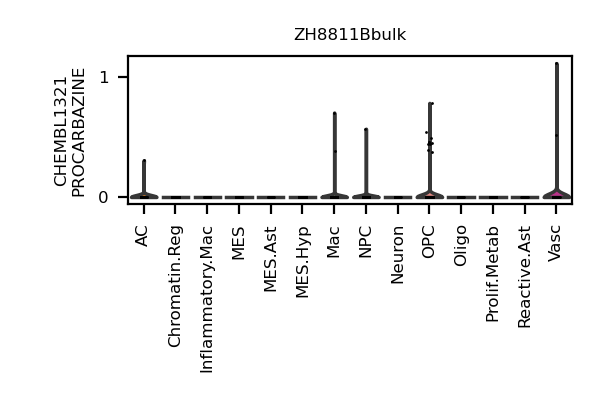 ZH8811Bbulk
CHEMBL1321
PROCARBAZINE
1
0
AC
Chromatin.Reg
Inflammatory.Mac
MES
MES.Ast
MES.Hyp
Mac
NPC
Neuron
OPC
Oligo
Prolif.Metab
Reactive.Ast
Vasc